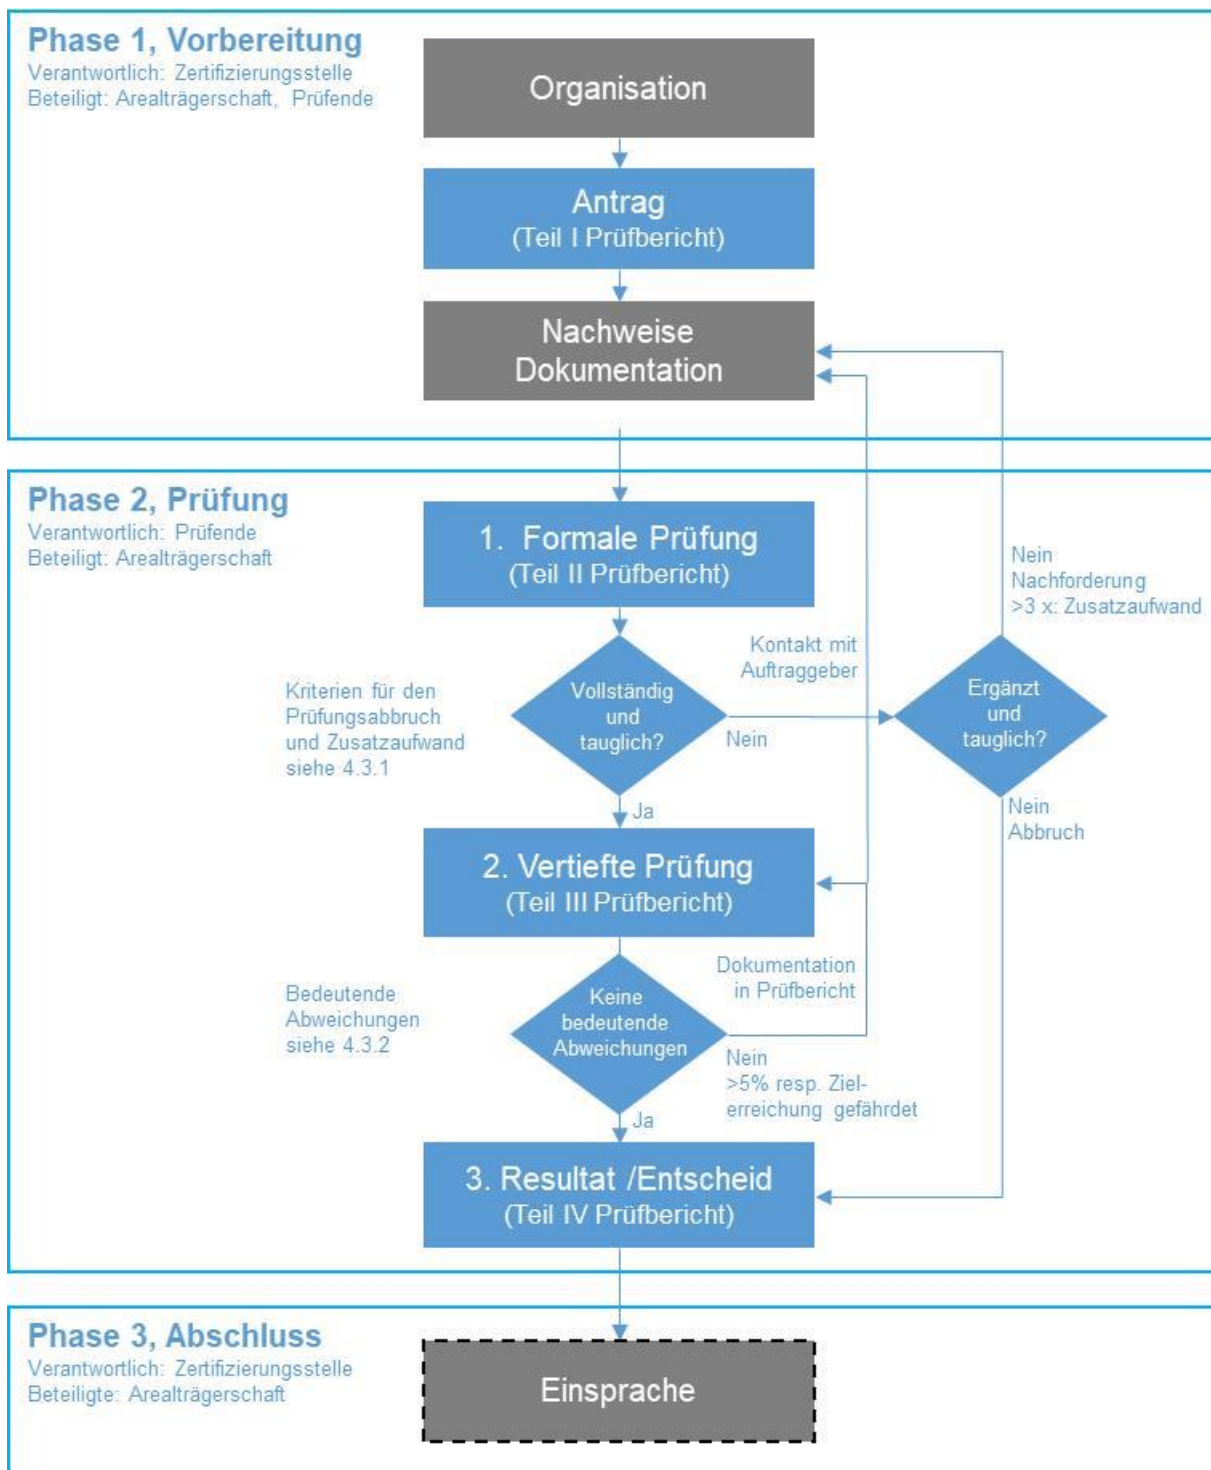 Phase 1, Vorbereitung
Verantwortlich: Zertifizierungsstelle
Beteiligt: Arealträgerschaft, Prüfende
Organisation
Antrag
(Teil I Prüfbericht)
Nachweise
Dokumentation
Phase 2, Prüfung
Verantwortlich: Prüfende
Beteiligt: Arealträgerschaft
1. Formale Prüfung
(Teil II Prüfbericht)
Nein
Nachforderung
>3 x: Zusatzaufwand
Kontakt mit
Auftraggeber
Kriterien für den
Prüfungsabbruch
und Zusatzaufwand
siehe 4.3.1
Vollständig
und
tauglich?
Nein
Ergänzt
und
tauglich?
Ja
Nein
Abbruch
2. Vertiefte Prüfung
(Teil III Prüfbericht)
Dokumentation
in Prüfbericht
Bedeutende
Abweichungen
siehe 4.3.2
Keine
bedeutende
Abweichungen
Nein
>5% resp. Ziel-
erreichung gefährdet
Ja
3. Resultat /Entscheid
(Teil IV Prüfbericht)
Phase 3, Abschluss
Verantwortlich: Zertifizierungsstelle
Beteiligte: Arealträgerschaft
Einsprache